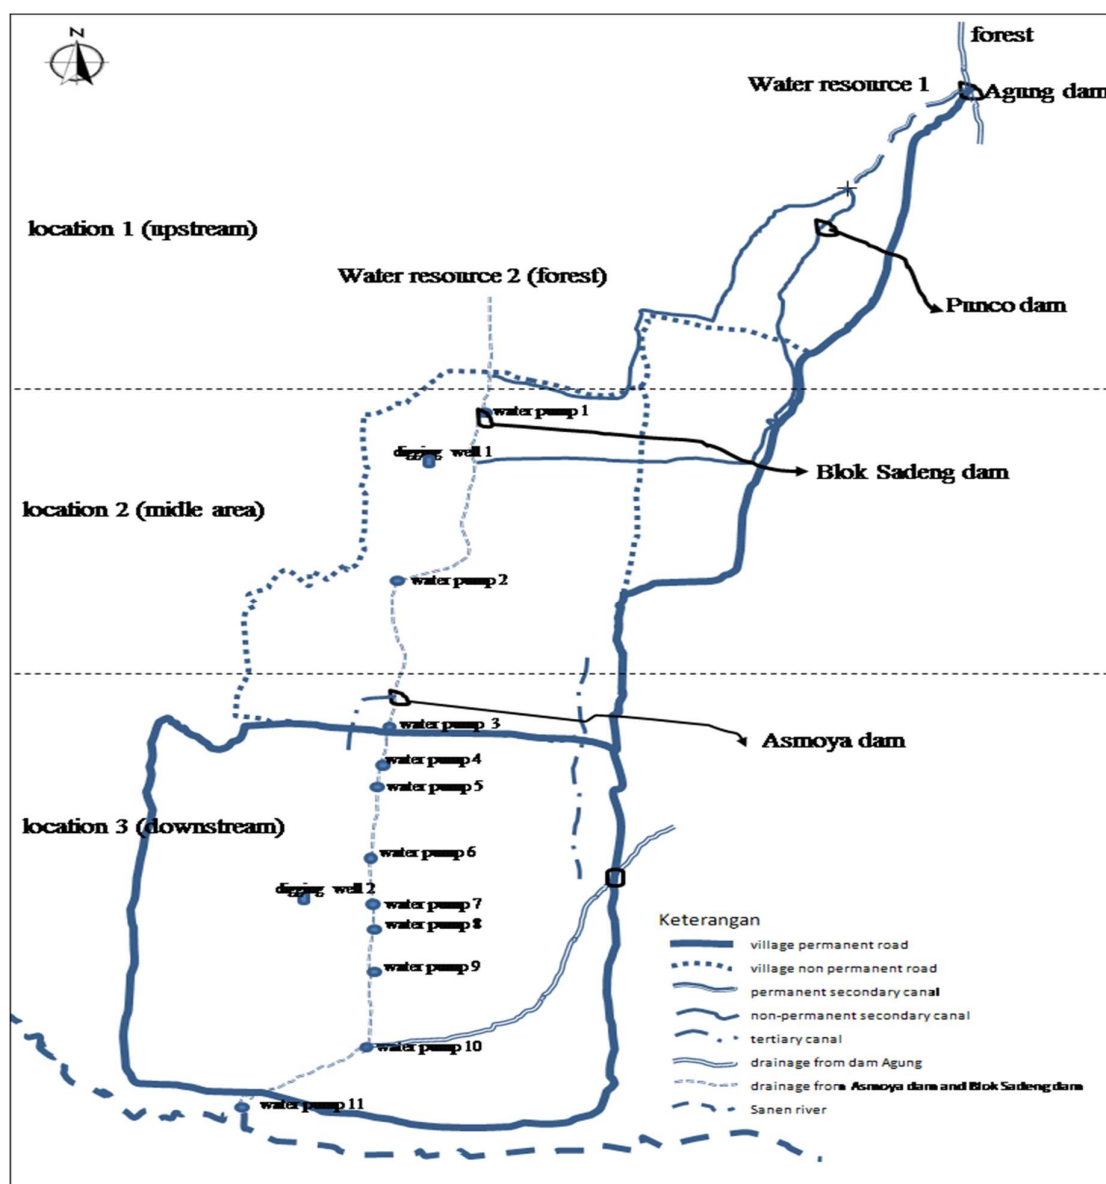 N
forest
Water resource 1
Agung dam
location 1 (upstream)
Water resource 2 (forest)
Punco dam
water pump 1
digging well 1
Blok Sadeng dam
location 2 (midle area)
water pump 2
water pump 3
Asmoya dam
water pump 4
water pump 5
location 3 (downstream)
water pump 6
digging well 2
water pump 7
water pump 8
water pump 9
water pump 10
water pump 11
Keterangan
village permanent road
village non permanent road
permanent secondary canal
non-permanent secondary canal
tertiary canal
drainage from dam Agung
drainage from Asmoya dam and Blok Sadeng dam
Sanen river